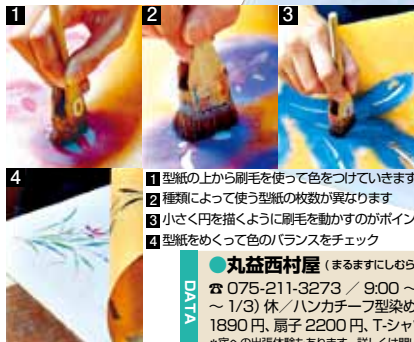 1
2
3
4
1 型紙の上から刷毛を使って色をつけていきます
2 種類によって使う型紙の枚数が異なります
3 小さく円を描くように刷毛を動かすのがポイン
4 型紙をめくって色のバランスをチェック
DATA
●丸益西村屋(まるますにしむら
☎ 075-211-3273 / 9:00 ~
~ 1/3) 休/ハンカチーフ型染め
1890 円、扇子 2200 円、T-シャ